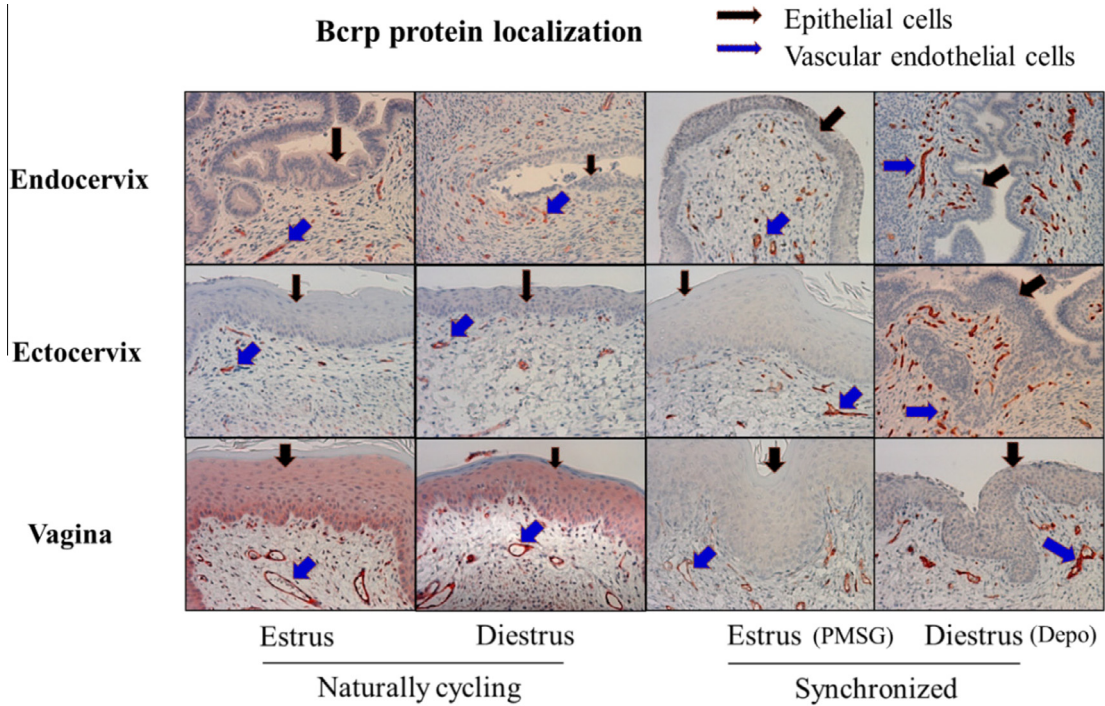 Bcrp protein localization
Epithelial cells
Vascular endothelial cells
Endocervix
Ectocervix
Vagina
Estrus
Diestrus
Estrus (PMSG)
Diestrus (Depo)
Naturally cycling
Synchronized